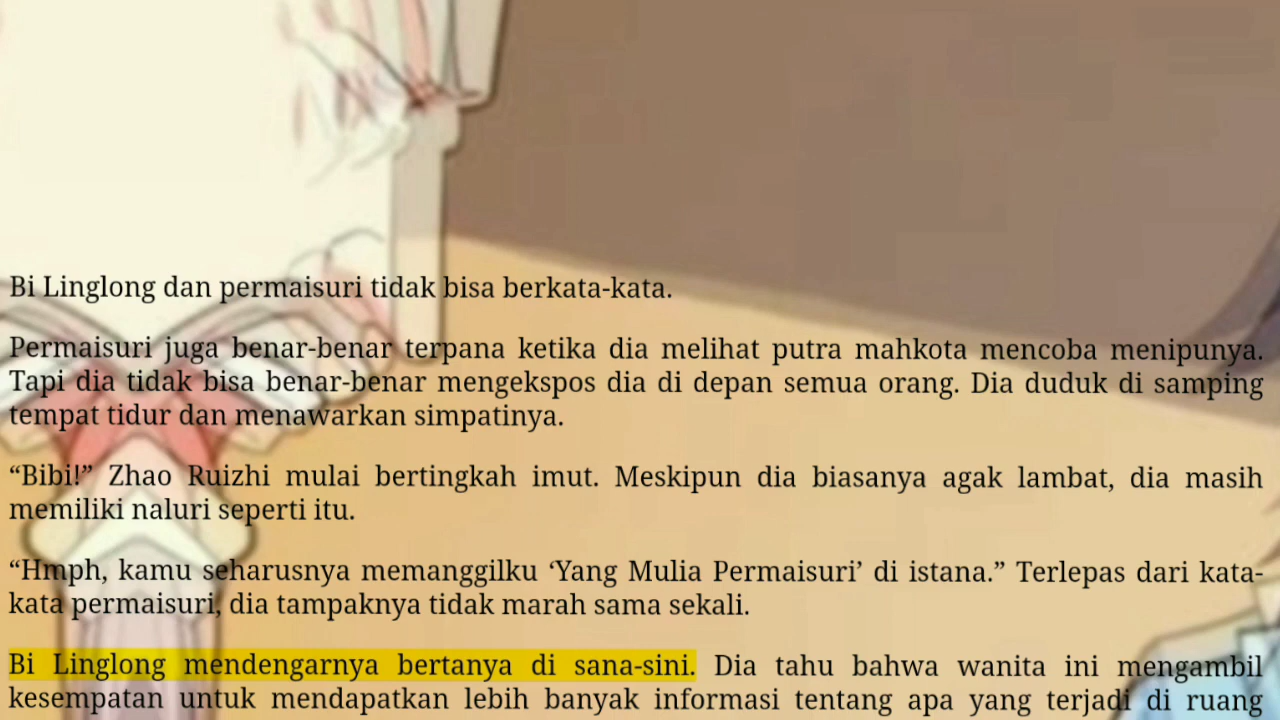 Bi Linglong dan permaisuri tidak bisa berkata-kata.
Permaisuri juga benar-benar terpana ketika dia melihat putra mahkota mencoba menipunya.
Tapi dia tidak bisa benar-benar mengekspos dia di depan semua orang. Dia duduk di samping
tempat tidur dan menawarkan simpatinya.
“Bibi!” Zhao Ruizhi mulai bertingkah imut. Meskipun dia biasanya agak lambat, dia masih
memiliki naluri seperti itu.
“Hmph, kamu seharusnya memanggilku ‘Yang Mulia Permaisuri’ di istana.” Terlepas dari kata-
kata permaisuri, dia tampaknya tidak marah sama sekali.
Bi Linglong mendengarnya bertanya di sana-sini. Dia tahu bahwa wanita ini mengambil
kesempatan untuk mendapatkan lebih banyak informasi tentang apa yang terjadi di ruang